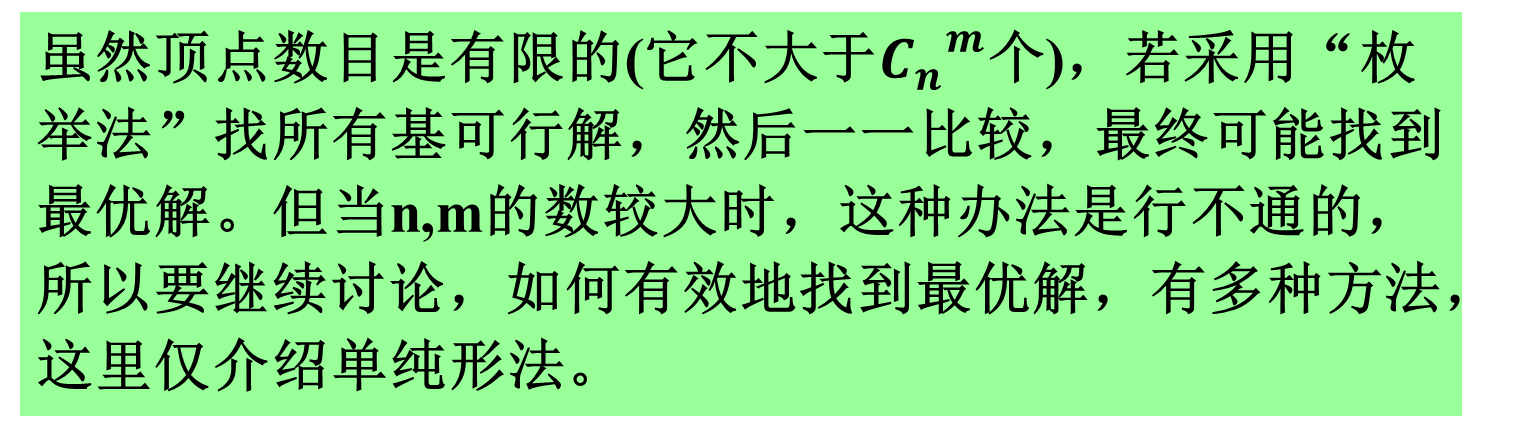 虽然顶点数目是有限的(它不大于Cₙᵐ个)，若采用“枚
举法”找所有基可行解，然后一一比较，最终可能找到
最优解。但当n,m的数较大时，这种办法是行不通的，
所以要继续讨论，如何有效地找到最优解，有多种方法，
这里仅介绍单纯形法。